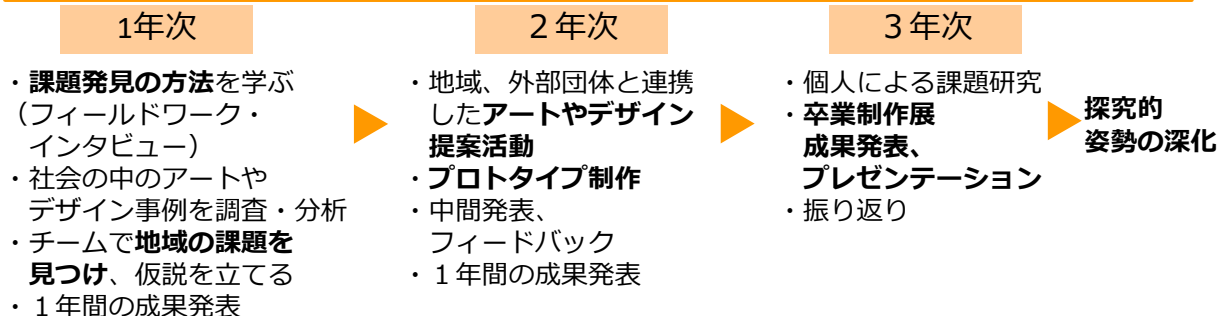 1年次
・課題発見の方法を学ぶ
（フィールドワーク・
インタビュー）
・社会の中のアートや
デザイン事例を調査・分析
・チームで地域の課題を
見つけ、仮説を立てる
・１年間の成果発表
２年次
・地域、外部団体と連携
したアートやデザイン
提案活動
・プロトタイプ制作
・中間発表、
フィードバック
・１年間の成果発表
３年次
・個人による課題研究
・卒業制作展
成果発表、
プレゼンテーション
・振り返り
探究的
姿勢の深化